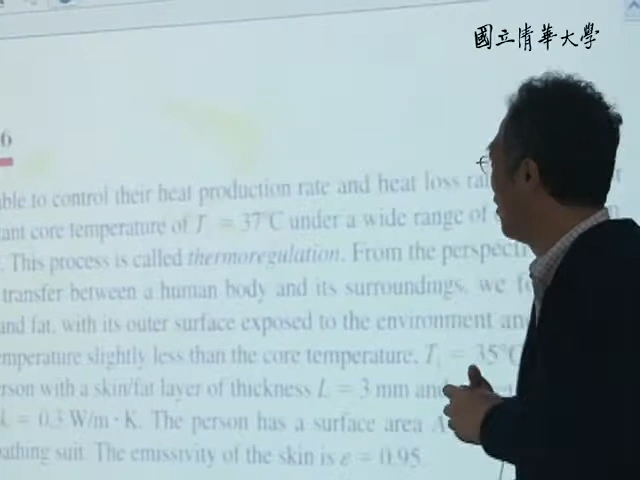 國立清華大學
6
able to control their heat production rate and heat loss
tant core temperature of T = 37°C under a wide range of
. This process is called thermoregulation. From the perspecti
transfer between a human body and its surroundings, we f
and fat, with its outer surface exposed to the environment an
emperature slightly less than the core temperature, Ti = 35°C
erson with a skin/fat layer of thickness L = 3 mm and
k = 0.3 W/m · K. The person has a surface area A
bathing suit. The emissivity of the skin is ε = 0.95.